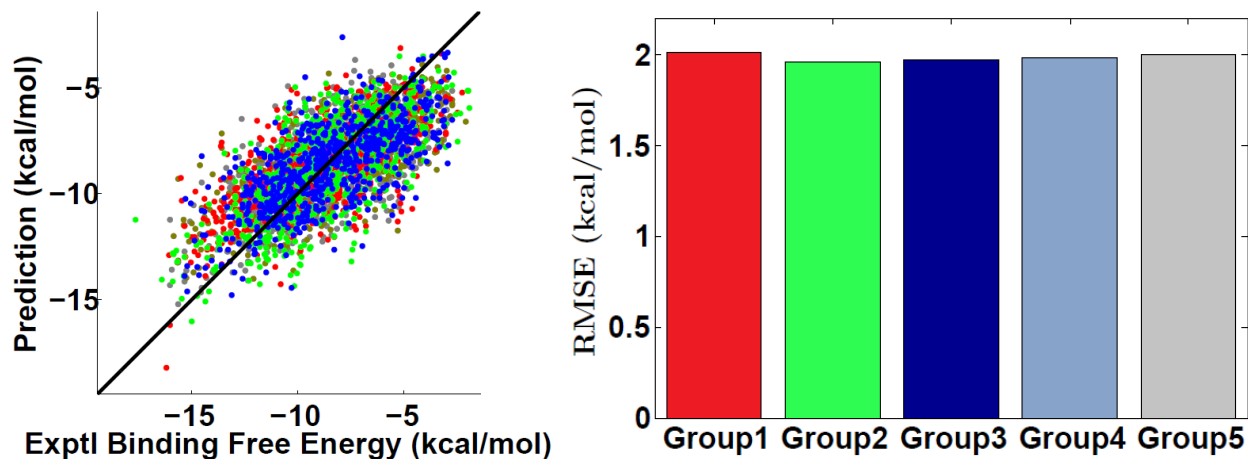 Prediction (kcal/mol)
−5
−10
−15
−15 −10 −5
Exptl Binding Free Energy (kcal/mol)
RMSE (kcal/mol)
2
1.5
1
0.5
0
Group1 Group2 Group3 Group4 Group5